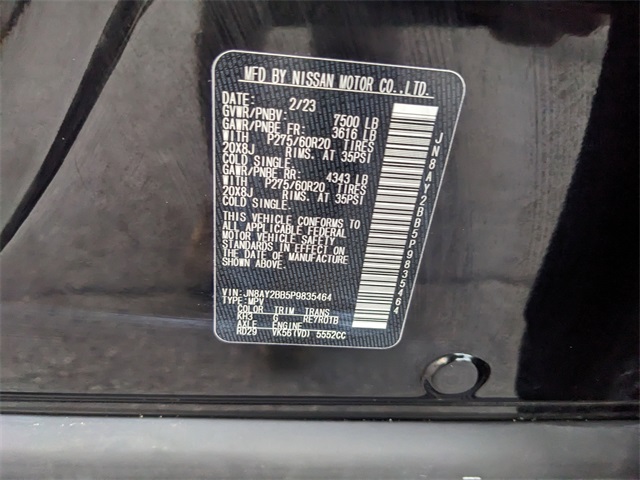 MFD BY NISSAN MOTOR CO.,LTD.
DATE: 2/23
GVWR/PNBV: 7500 LB
GAWR/PNBE FR: 3616 LB
WITH P275/60R20 TIRES
20X8J RIMS, AT 35PSI
COLD SINGLE.
GAWR/PNBE RR: 4343 LB
WITH P275/60R20 TIRES
20X8J RIMS, AT 35PSI
COLD SINGLE.
THIS VEHICLE CONFORMS TO
ALL APPLICABLE FEDERAL
MOTOR VEHICLE SAFETY
STANDARDS IN EFFECT ON
THE DATE OF MANUFACTURE
SHOWN ABOVE.
VIN:JN8AY2BB5P9835464
TYPE:MPV
COLOR TRIM TRANS
KH3 G RE7R01B
AXLE ENGINE
RD29 VK56(VD) 5552CC
JN8AY2BB5P9835464